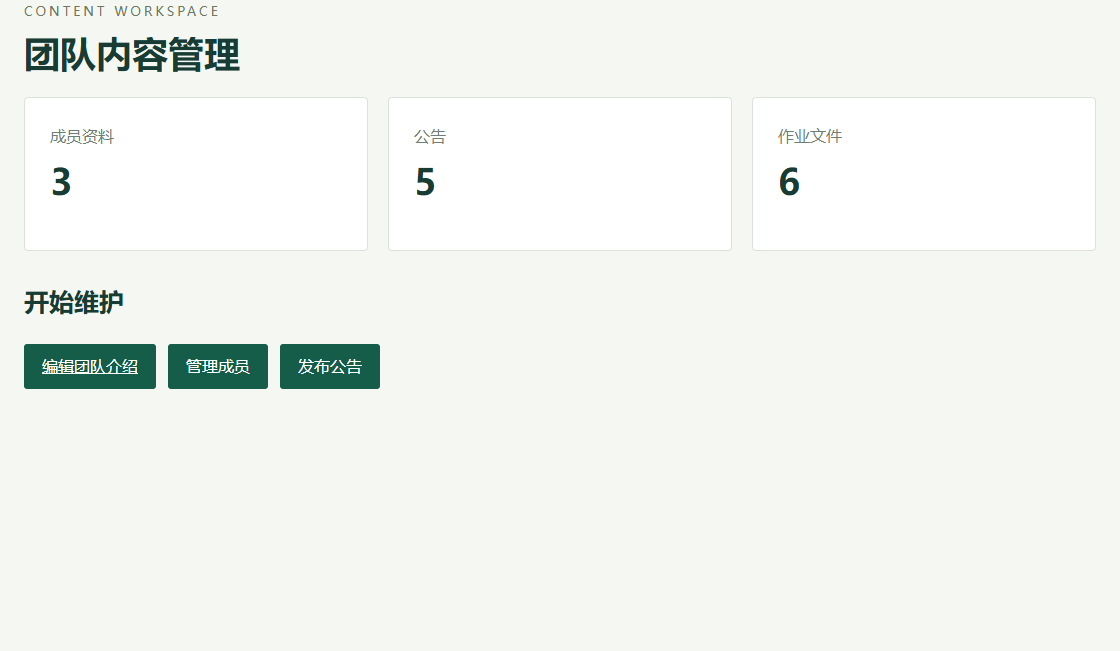 CONTENT WORKSPACE
团队内容管理
成员资料 公告 作业文件
3 5 6
开始维护
编辑团队介绍 管理成员 发布公告